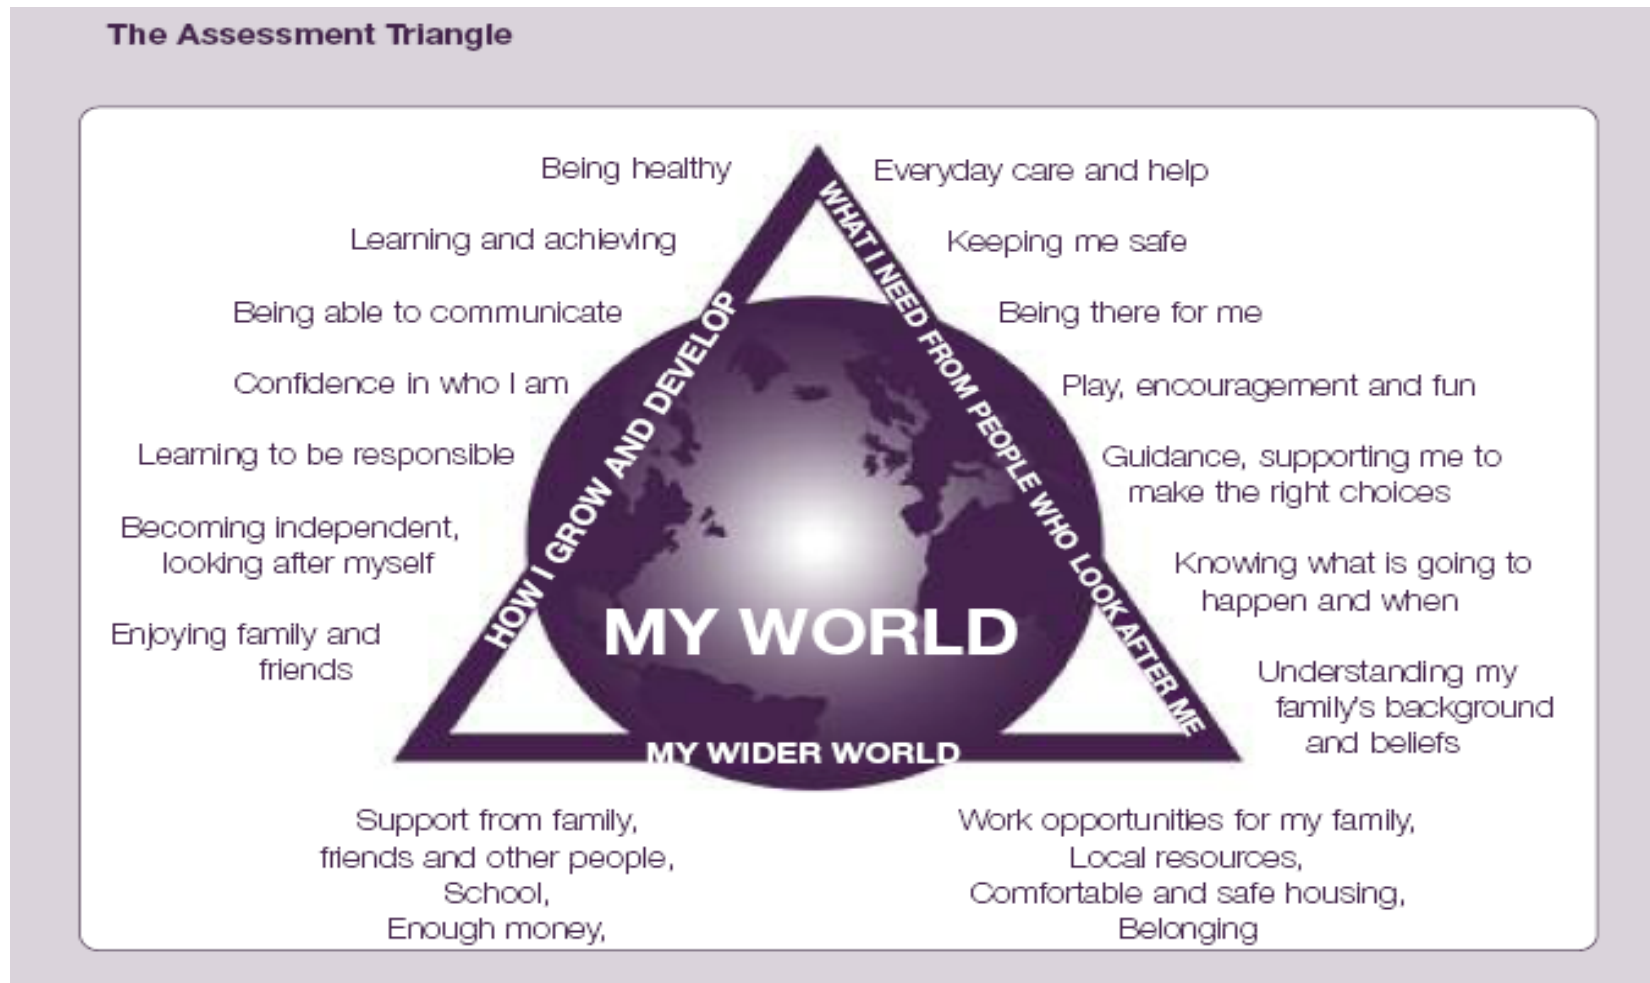 The Assessment Triangle
Being healthy
Learning and achieving
Being able to communicate
Confidence in who I am
Learning to be responsible
Becoming independent,
looking after myself
Enjoying family and
friends
HOW I GROW AND DEVELOP
WHAT I NEED FROM PEOPLE WHO LOOK AFTER ME
Everyday care and help
Keeping me safe
Being there for me
Play, encouragement and fun
Guidance, supporting me to
make the right choices
Knowing what is going to
happen and when
Understanding my
family's background
and beliefs
MY WORLD
MY WIDER WORLD
Support from family,
friends and other people,
School,
Enough money,
Work opportunities for my family,
Local resources,
Comfortable and safe housing,
Belonging